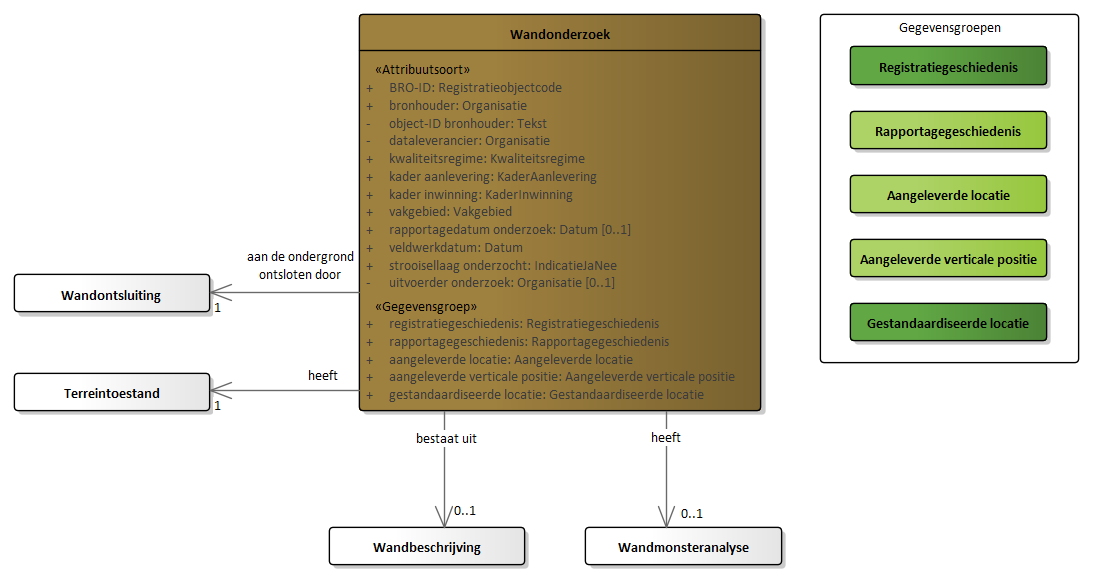 Wandonderzoek
«Attribuutsoort»
+ BRO-ID: Registratieobjectcode
+ bronhouder: Organisatie
- object-ID bronhouder: Tekst
- dataleverancier: Organisatie
+ kwaliteitsregime: Kwaliteitsregime
+ kader aanlevering: KaderAanlevering
+ kader inwinning: KaderInwinning
+ vakgebied: Vakgebied
+ rapportagedatum onderzoek: Datum [0..1]
+ veldwerkdatum: Datum
+ strooisellaag onderzocht: IndicatieJaNee
- uitvoerder onderzoek: Organisatie [0..1]
«Gegevensgroep»
+ registratiegeschiedenis: Registratiegeschiedenis
+ rapportagegeschiedenis: Rapportagegeschiedenis
+ aangeleverde locatie: Aangeleverde locatie
+ aangeleverde verticale positie: Aangeleverde verticale positie
+ gestandaardiseerde locatie: Gestandaardiseerde locatie
aan de ondergrond
ontsloten door
1
Wandontsluiting
heeft
1
Terreintoestand
bestaat uit
0..1
Wandbeschrijving
heeft
0..1
Wandmonsteranalyse
Gegevensgroepen
Registratiegeschiedenis
Rapportagegeschiedenis
Aangeleverde locatie
Aangeleverde verticale positie
Gestandaardiseerde locatie